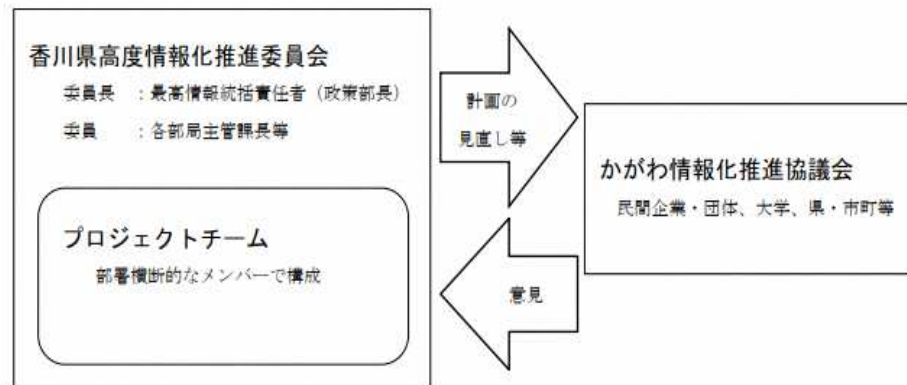 香川県高度情報化推進委員会
委員長　：最高情報統括責任者（政策部長）
委員　　：各部局主管課長等
プロジェクトチーム
部署横断的なメンバーで構成
計画の
見直し等
意見
かがわ情報化推進協議会
民間企業・団体、大学、県・市町等